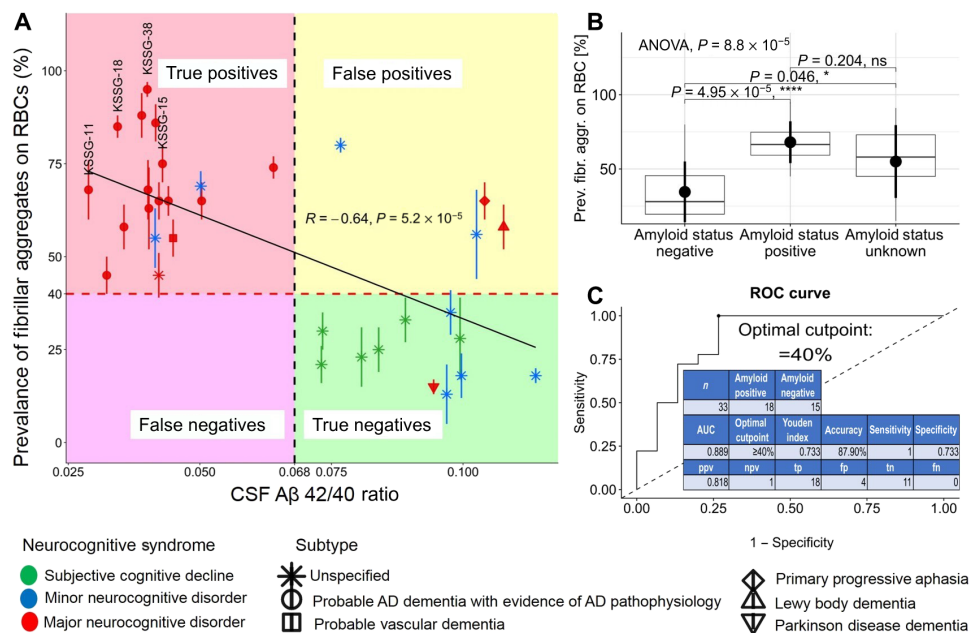 A
Prevalance of fibrillar aggregates on RBCs (%)
100
75
50
40
25
0
KSSG-11
KSSG-18
KSSG-38
KSSG-15
True positives
False positives
R = −0.64, P = 5.2 × 10⁻⁵
False negatives
True negatives
0.025
0.050
0.068
0.075
0.100
CSF Aβ 42/40 ratio
B
Prev. fibr. aggr. on RBC [%]
100
50
ANOVA, P = 8.8 × 10⁻⁵
P = 0.204, ns
P = 0.046, *
P = 4.95 × 10⁻⁵, ****
Amyloid status negative
Amyloid status positive
Amyloid status unknown
C
ROC curve
Sensitivity
1.00
0.75
0.50
0.25
0.00
Optimal cutpoint:
=40%
n Amyloid positive Amyloid negative
33 18 15
AUC Optimal cutpoint Youden index Accuracy Sensitivity Specificity
0.889 ≥40% 0.733 87.90% 1 0.733
ppv npv tp fp tn fn
0.818 1 18 4 11 0
0.00 0.25 0.50 0.75 1.00
1 – Specificity
Neurocognitive syndrome
Subjective cognitive decline
Minor neurocognitive disorder
Major neurocognitive disorder
Subtype
Unspecified
Probable AD dementia with evidence of AD pathophysiology
Probable vascular dementia
Primary progressive aphasia
Lewy body dementia
Parkinson disease dementia